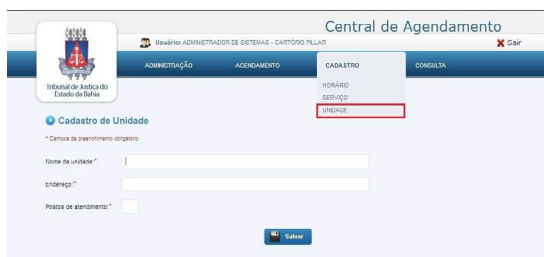 Central de Agendamento
Usuário: ADMINISTRADOR DE SISTEMAS - CARTÓRIO PILLAR
Sair
ADMINISTRAÇÃO
AGENDAMENTO
CADASTRO
CONSULTA
Tribunal de Justiça do
Estado da Bahia
HORÁRIO
SERVIÇO
UNIDADE
Cadastro de Unidade
* Campos de preenchimento obrigatório
Nome da unidade:*
Endereço:*
Postos de atendimento:*
Salvar